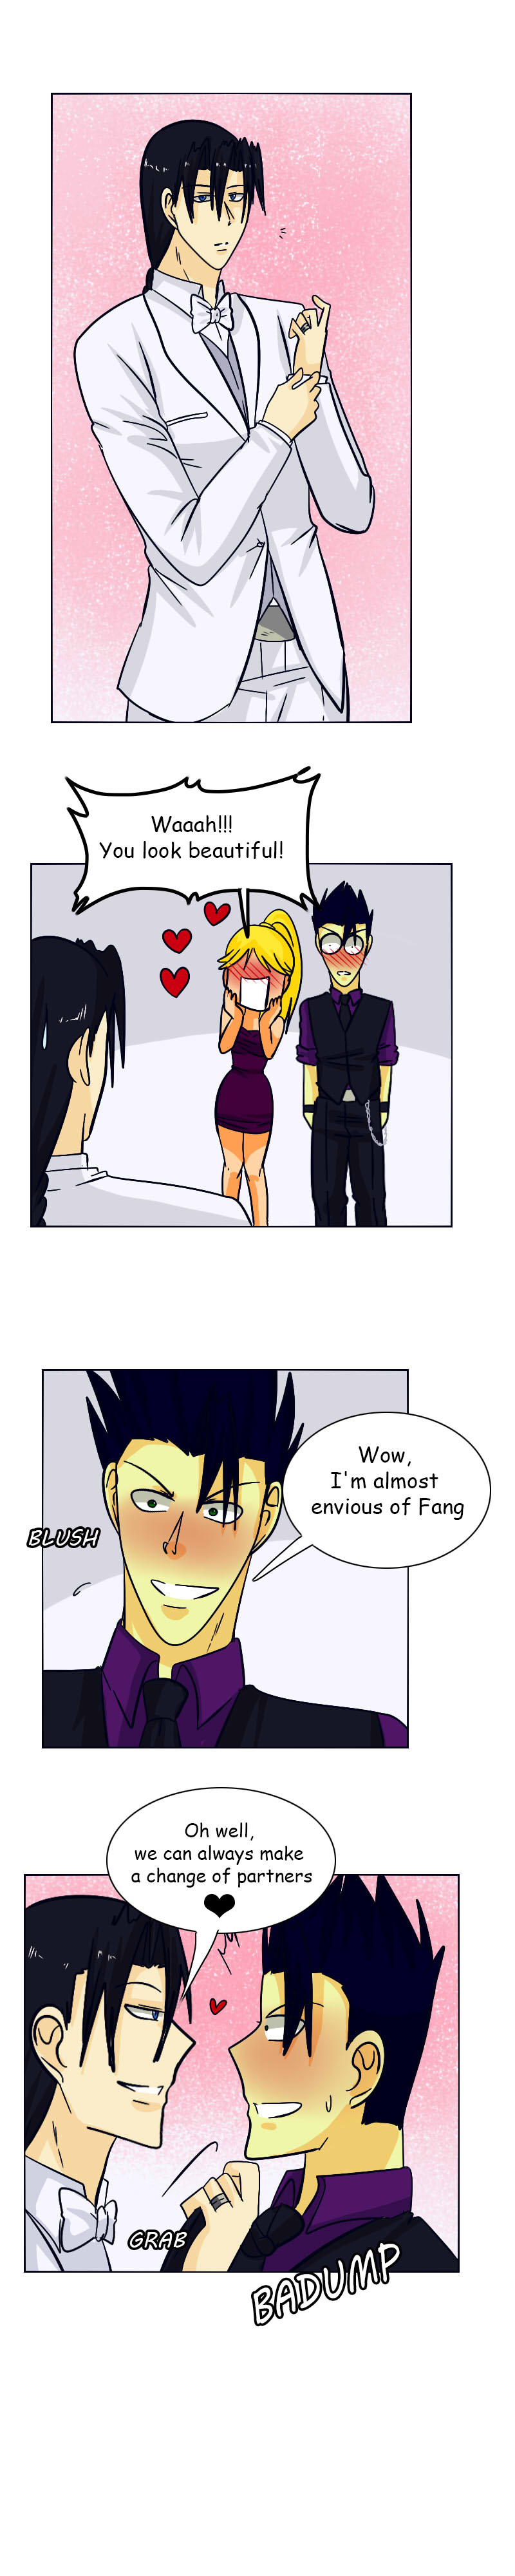 Waaah!!!
You look beautiful!
Wow,
I'm almost
envious of Fang
BLUSH
Oh well,
we can always make
a change of partners
GRAB
BADUMP